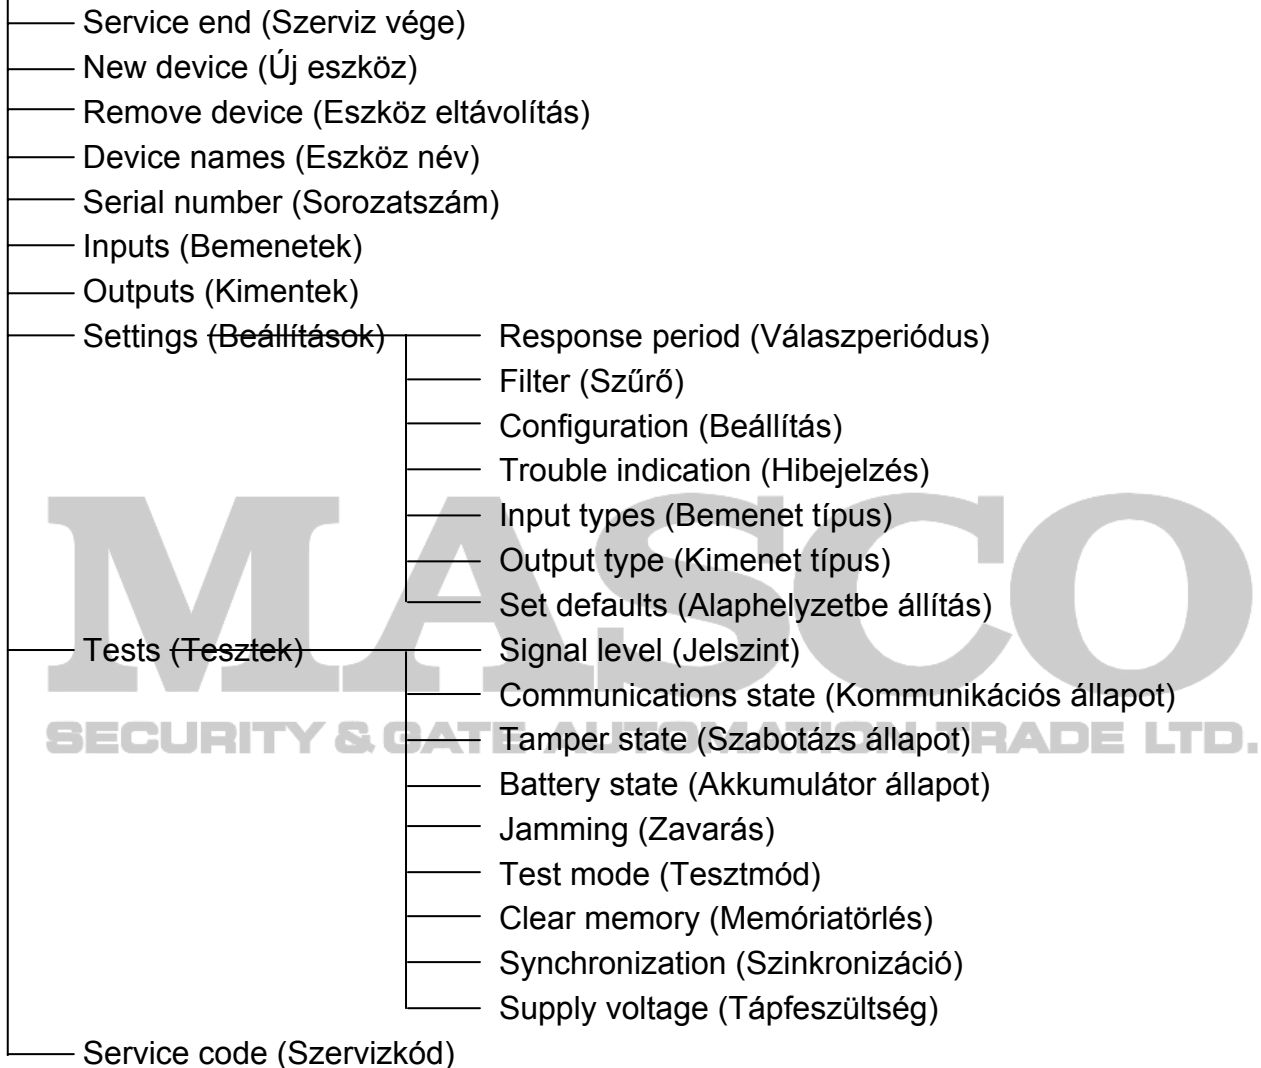 Service end (Szerviz vége)
New device (Új eszköz)
Remove device (Eszköz eltávolítás)
Device names (Eszköz név)
Serial number (Sorozatszám)
Inputs (Bemenetek)
Outputs (Kimentek)
Settings (Beállítások)
Response period (Válaszperiódus)
Filter (Szűrő)
Configuration (Beállítás)
Trouble indication (Hibejelzés)
Input types (Bemenet típus)
Output type (Kimenet típus)
Set defaults (Alaphelyzetbe állítás)
Tests (Tesztek)
Signal level (Jelszint)
Communications state (Kommunikációs állapot)
Tamper state (Szabotázs állapot)
Battery state (Akkumulátor állapot)
Jamming (Zavarás)
Test mode (Tesztmód)
Clear memory (Memóriatörlés)
Synchronization (Szinkronizáció)
Supply voltage (Tápfeszültség)
Service code (Szervizkód)
MASCO
SECURITY & GATE AUTOMATION TRADE LTD.